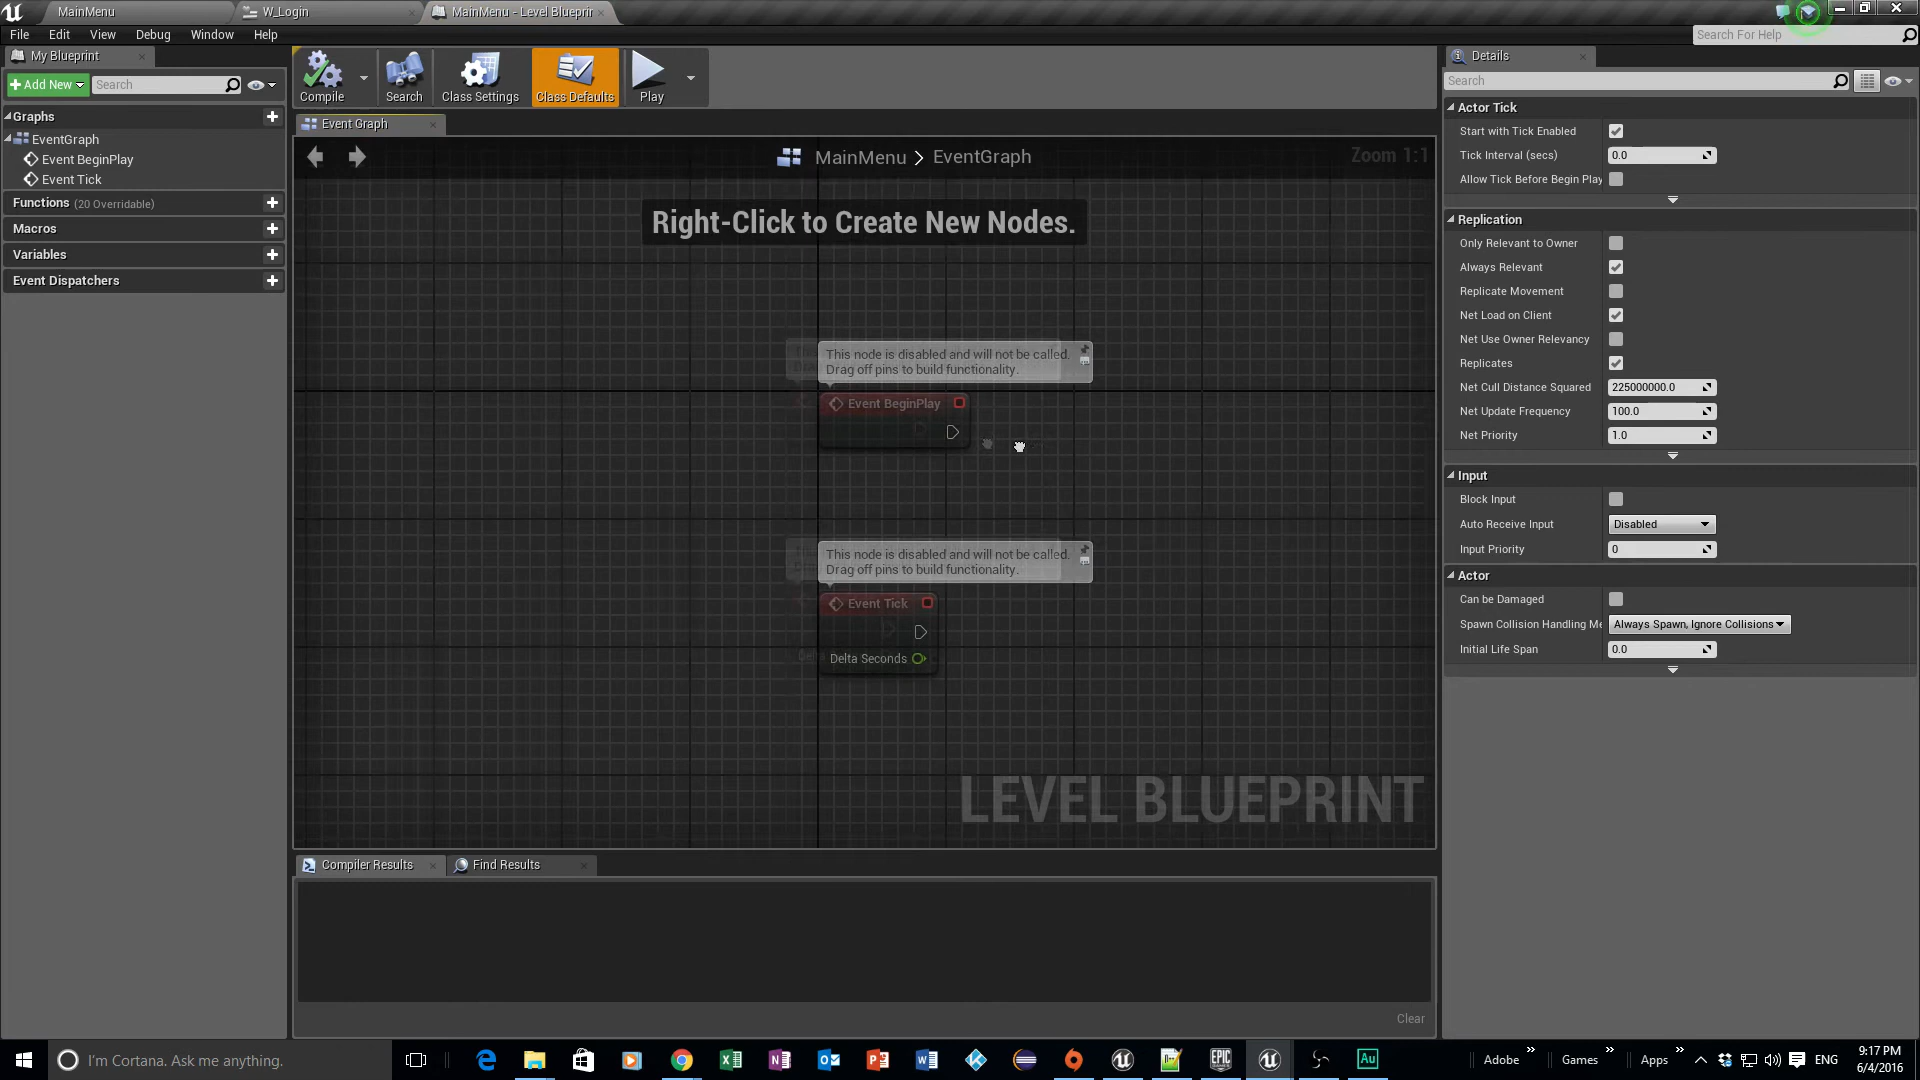 MainMenu
W_Login
MainMenu - Level Blueprir
File Edit View Debug Window Help
Search For Help
My Blueprint
Add New
Search
Graphs
EventGraph
Event BeginPlay
Event Tick
Functions (20 Overridable)
Macros
Variables
Event Dispatchers
Compile
Search
Class Settings
Class Defaults
Play
Event Graph
MainMenu > EventGraph
Zoom 1:1
Right-Click to Create New Nodes.
This node is disabled and will not be called.
Drag off pins to build functionality.
Event BeginPlay
This node is disabled and will not be called.
Drag off pins to build functionality.
Event Tick
Delta Seconds
LEVEL BLUEPRINT
Compiler Results
Find Results
Clear
Details
Search
Actor Tick
Start with Tick Enabled
Tick Interval (secs) 0.0
Allow Tick Before Begin Play
Replication
Only Relevant to Owner
Always Relevant
Replicate Movement
Net Load on Client
Net Use Owner Relevancy
Replicates
Net Cull Distance Squared 225000000.0
Net Update Frequency 100.0
Net Priority 1.0
Input
Block Input
Auto Receive Input Disabled
Input Priority 0
Actor
Can be Damaged
Spawn Collision Handling Me Always Spawn, Ignore Collisions
Initial Life Span 0.0
I'm Cortana. Ask me anything.
EPIC
GAMES
Au
Adobe
Games
Apps
ENG
9:17 PM
6/4/2016